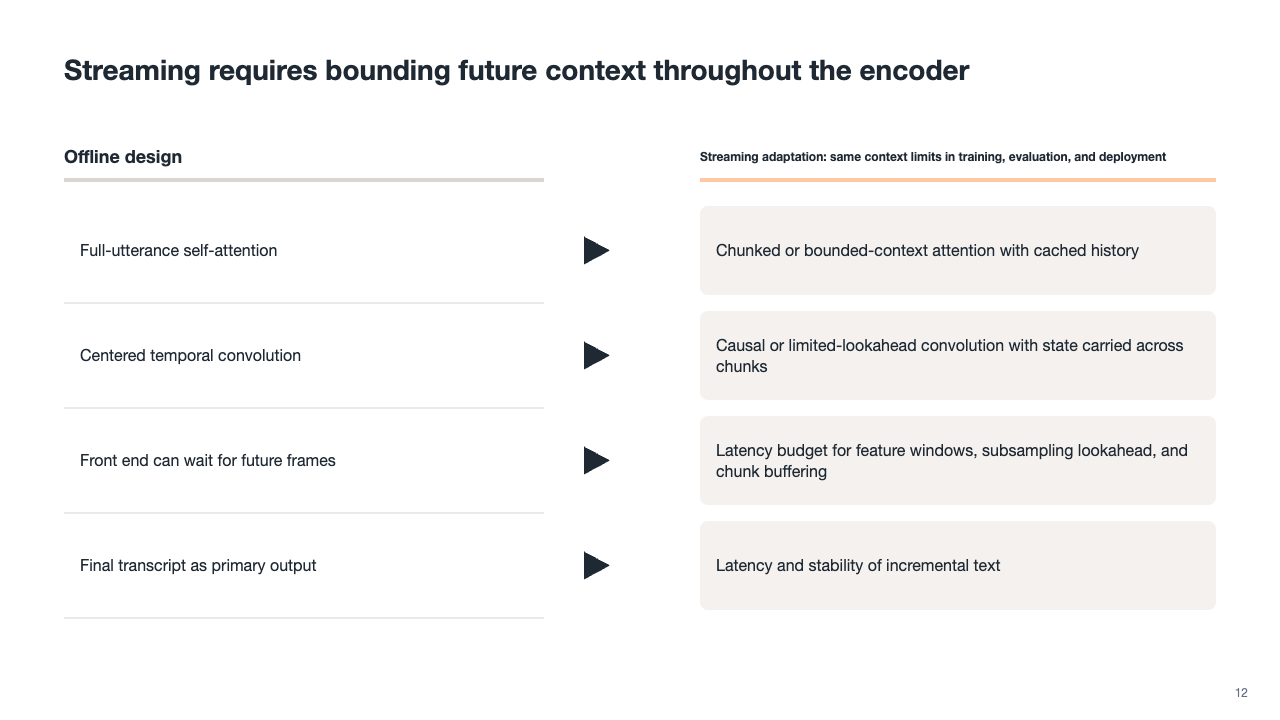 Streaming requires bounding future context throughout the encoder
Offline design
Streaming adaptation: same context limits in training, evaluation, and deployment
Full-utterance self-attention
Chunked or bounded-context attention with cached history
Centered temporal convolution
Causal or limited-lookahead convolution with state carried across
chunks
Front end can wait for future frames
Latency budget for feature windows, subsampling lookahead, and
chunk buffering
Final transcript as primary output
Latency and stability of incremental text
12